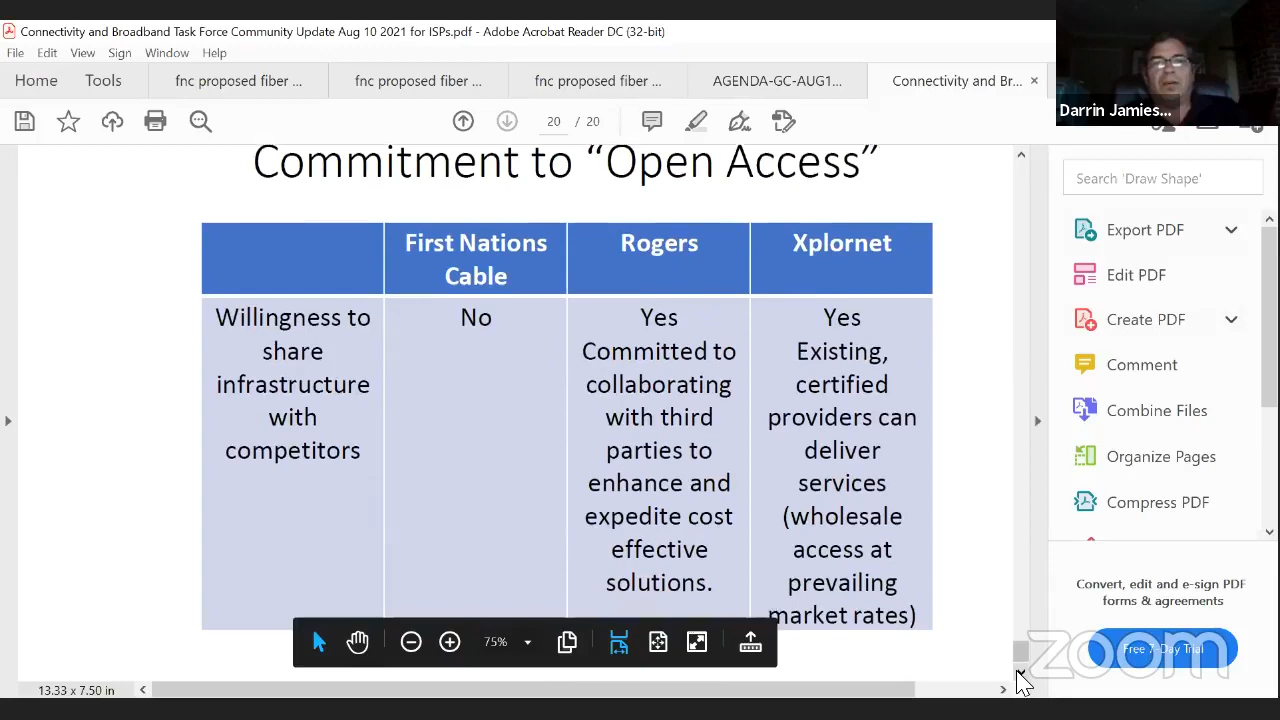 Connectivity and Broadband Task Force Community Update Aug 10 2021 for ISPs.pdf - Adobe Acrobat Reader DC (32-bit)
File Edit View Sign Window Help
Home Tools fnc proposed fiber ... fnc proposed fiber ... fnc proposed fiber ... AGENDA-GC-AUG1... Connectivity and Br... ×
Darrin Jamies...
20 / 20
Search 'Draw Shape'
Commitment to “Open Access”
First Nations
Cable
Rogers
Xplornet
Willingness to
share
infrastructure
with
competitors
No
Yes
Committed to
collaborating
with third
parties to
enhance and
expedite cost
effective
solutions.
Yes
Existing,
certified
providers can
deliver
services
(wholesale
access at
prevailing
market rates)
Export PDF
Edit PDF
Create PDF
Comment
Combine Files
Organize Pages
Compress PDF
Convert, edit and e-sign PDF
forms & agreements
Free 7-Day Trial
75%
13.33 x 7.50 in
zoom